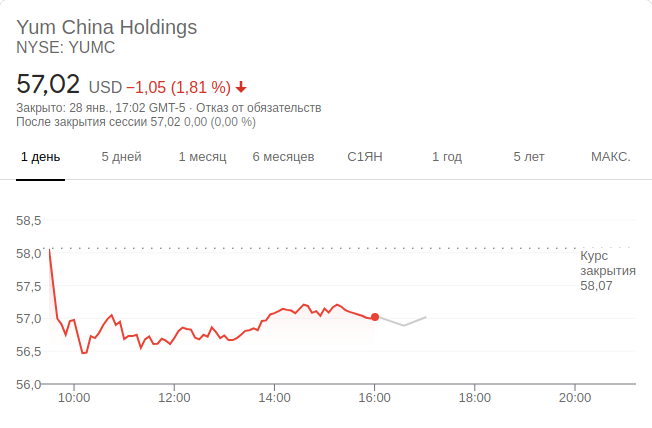 Yum China Holdings
NYSE: YUMC
57,02 USD −1,05 (1,81 %)
Закрыто: 28 янв., 17:02 GMT-5 · Отказ от обязательств
После закрытия сессии 57,02 0,00 (0,00 %)
1 день 5 дней 1 месяц 6 месяцев С1ЯН 1 год 5 лет МАКС.
58,5
58,0
57,5
57,0
56,5
56,0
Курс
закрытия
58,07
10:00 12:00 14:00 16:00 18:00 20:00